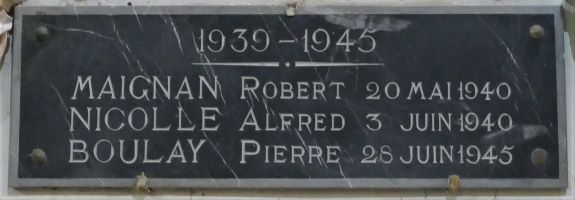 1939-1945
MAIGNAN ROBERT 20 MAI 1940
NICOLLE ALFRED 3 JUIN 1940
BOULAY PIERRE 28 JUIN 1945